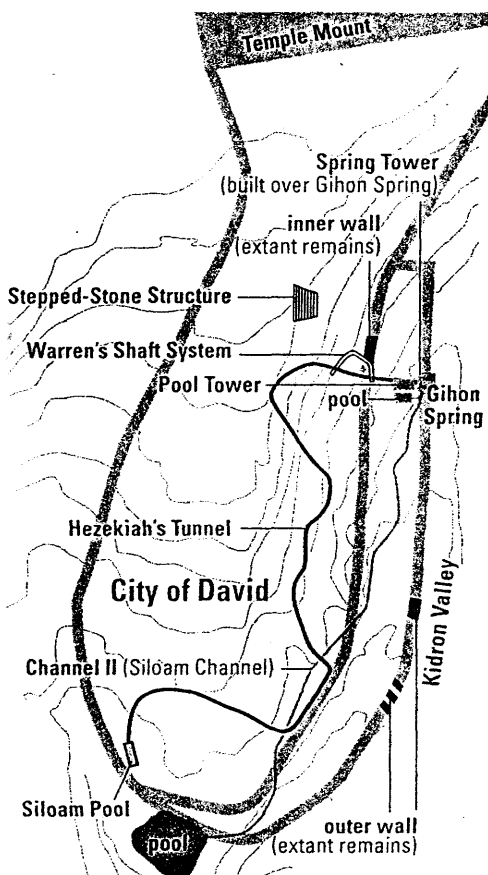 Temple Mount
Spring Tower
(built over Gihon Spring)
inner wall
(extant remains)
Stepped-Stone Structure
Warren's Shaft System
Pool Tower
pool
Gihon
Spring
Hezekiah's Tunnel
City of David
Kidron Valley
Channel II (Siloam Channel)
Siloam Pool
pool
outer wall
(extant remains)